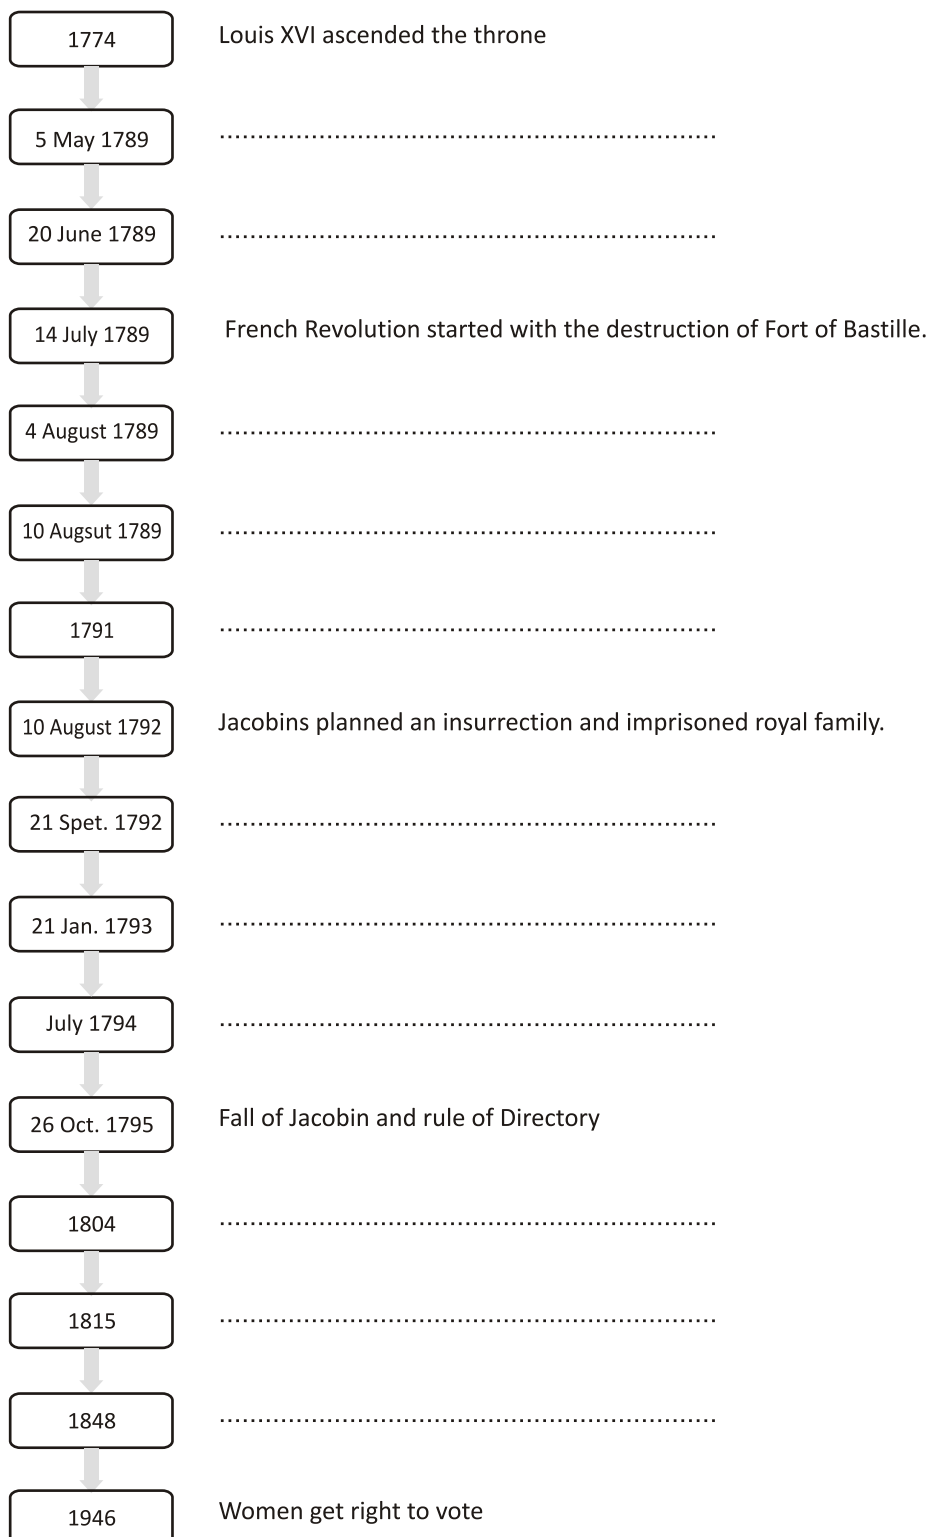 1774 Louis XVI ascended the throne
5 May 1789 .................................................................
20 June 1789 .................................................................
14 July 1789 French Revolution started with the destruction of Fort of Bastille.
4 August 1789 .................................................................
10 Augsut 1789 .................................................................
1791 .................................................................
10 August 1792 Jacobins planned an insurrection and imprisoned royal family.
21 Spet. 1792 .................................................................
21 Jan. 1793 .................................................................
July 1794 .................................................................
26 Oct. 1795 Fall of Jacobin and rule of Directory
1804 .................................................................
1815 .................................................................
1848 .................................................................
1946 Women get right to vote